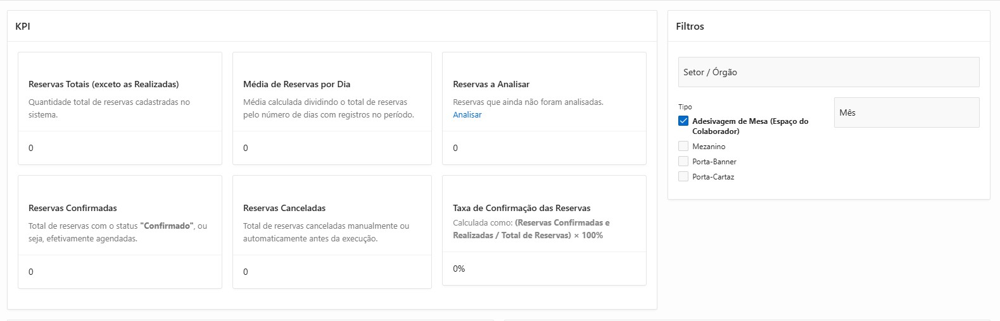 KPI
Reservas Totais (exceto as Realizadas)
Quantidade total de reservas cadastradas no
sistema.
0
Média de Reservas por Dia
Média calculada dividindo o total de reservas
pelo número de dias com registros no período.
0
Reservas a Analisar
Reservas que ainda não foram analisadas.
Analisar
0
Reservas Confirmadas
Total de reservas com o status "Confirmado", ou
seja, efetivamente agendadas.
0
Reservas Canceladas
Total de reservas canceladas manualmente ou
automaticamente antes da execução.
0
Taxa de Confirmação das Reservas
Calculada como: (Reservas Confirmadas e
Realizadas / Total de Reservas) × 100%
0%
Filtros
Setor / Órgão
Tipo
Adesivagem de Mesa (Espaço do
Colaborador)
Mezanino
Porta-Banner
Porta-Cartaz
Mês